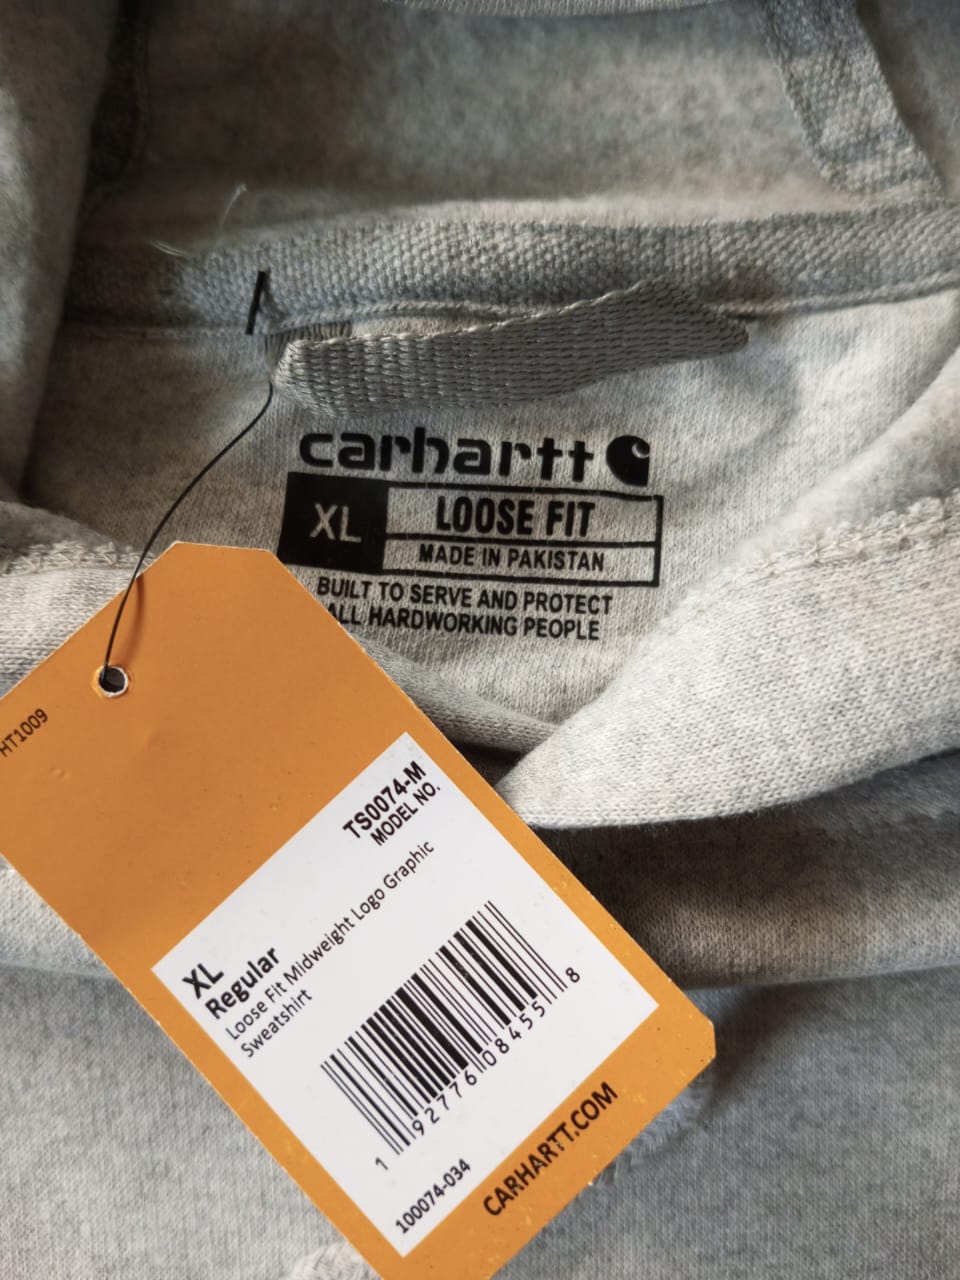 carhartt
XL
LOOSE FIT
MADE IN PAKISTAN
BUILT TO SERVE AND PROTECT
ALL HARDWORKING PEOPLE
HT1009
TS0074-M
MODEL NO.
XL
Regular
Loose Fit Midweight Logo Graphic
Sweatshirt
1 92776 08455 8
100074-034
CARHARTT.COM